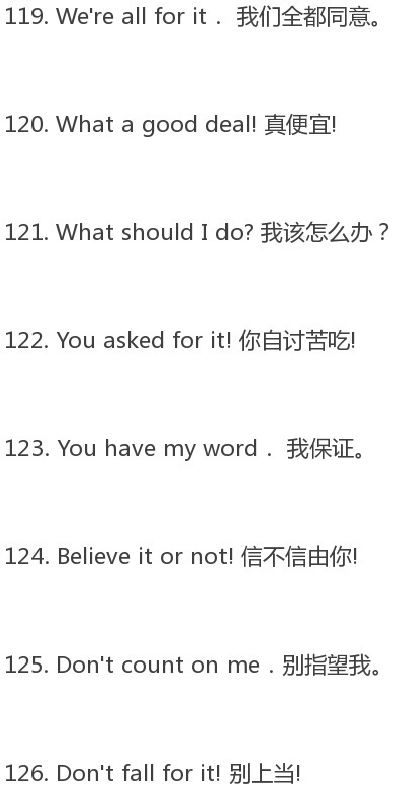 119. We're all for it． 我们全都同意。
120. What a good deal! 真便宜!
121. What should I do? 我该怎么办？
122. You asked for it! 你自讨苦吃!
123. You have my word． 我保证。
124. Believe it or not! 信不信由你!
125. Don't count on me．别指望我。
126. Don't fall for it! 别上当!